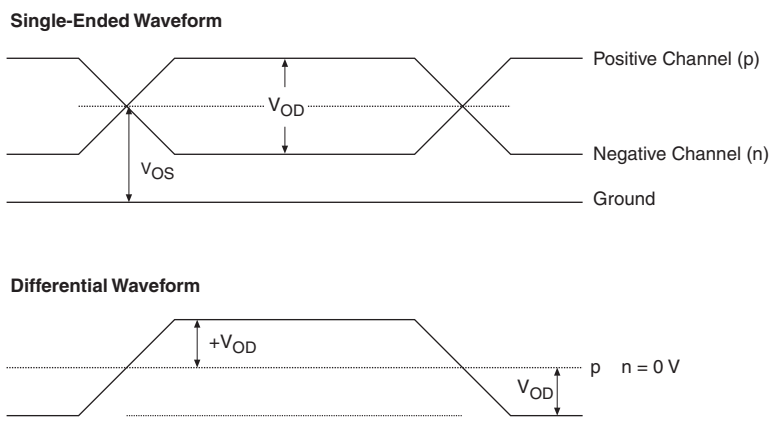 Single-Ended Waveform
Positive Channel (p)
VOD
Negative Channel (n)
VOS
Ground
Differential Waveform
+VOD
p n = 0 V
VOD